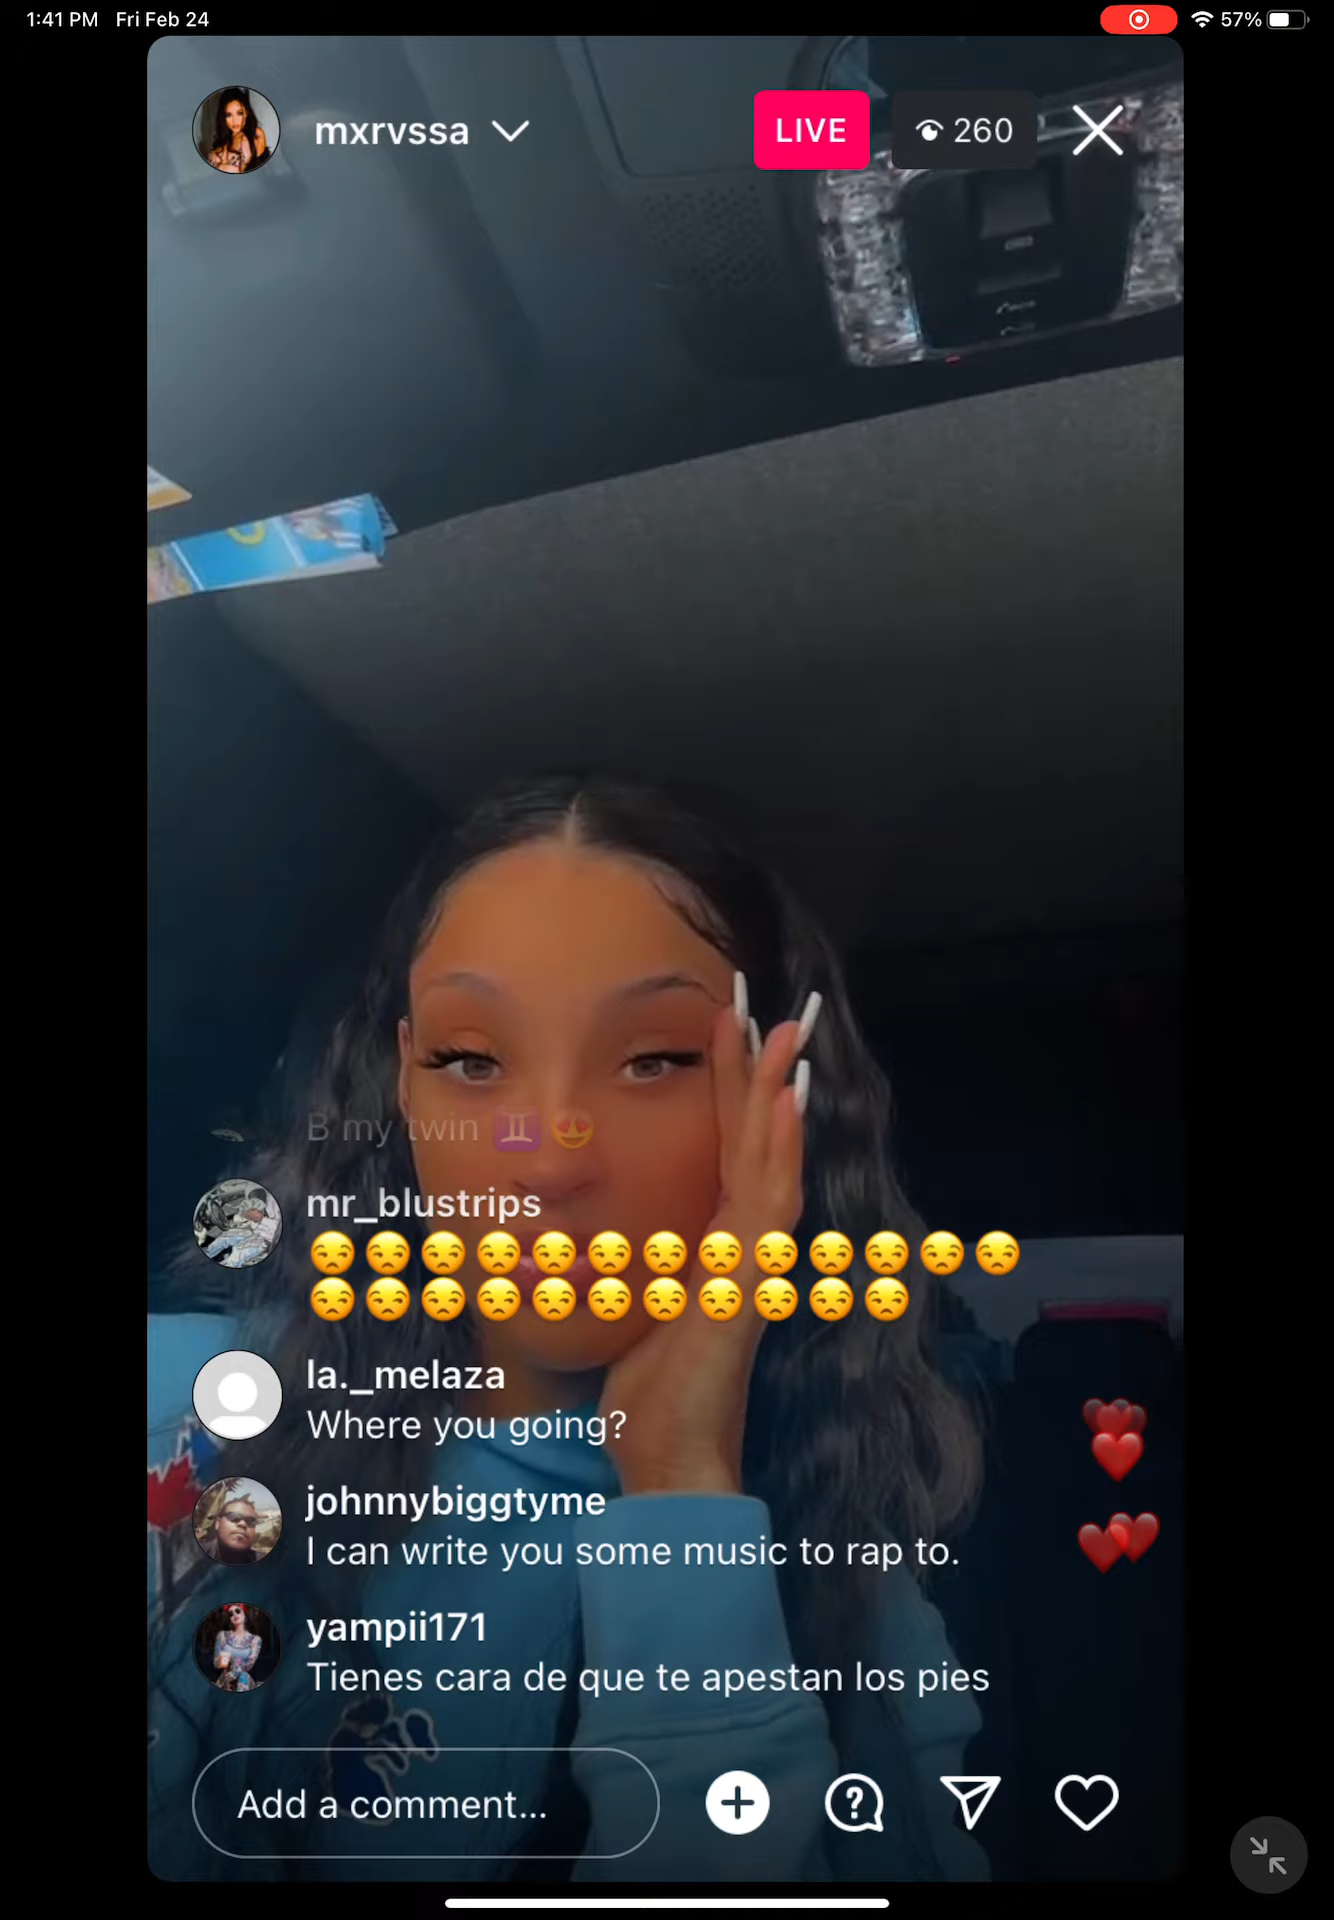 1:41 PM Fri Feb 24
57%
mxrvssa
LIVE
260
B my twin ♊😍
mr_blustrips
😒😒😒😒😒😒😒😒😒😒😒😒😒
😒😒😒😒😒😒😒😒😒😒😒
la._melaza
Where you going?
johnnybiggtyme
I can write you some music to rap to.
yampii171
Tienes cara de que te apestan los pies
Add a comment...